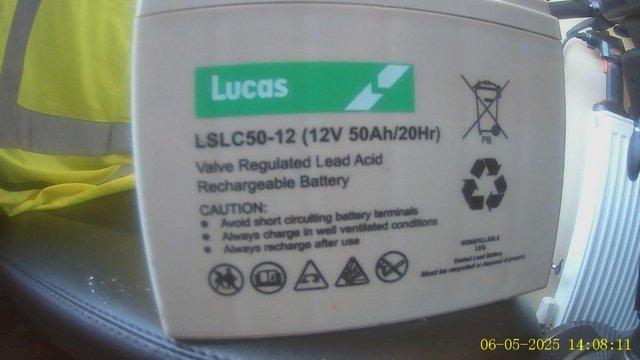 Lucas
LSLC50-12 (12V 50Ah/20Hr)
Valve Regulated Lead Acid
Rechargeable Battery
CAUTION:
• Avoid short circuiting battery terminals
• Always charge in well ventilated conditions
• Always recharge after use
PB
NONSPILLABLE
Sealed Lead Battery
Must be recycled or disposed of properly
06-05-2025 14:08:11